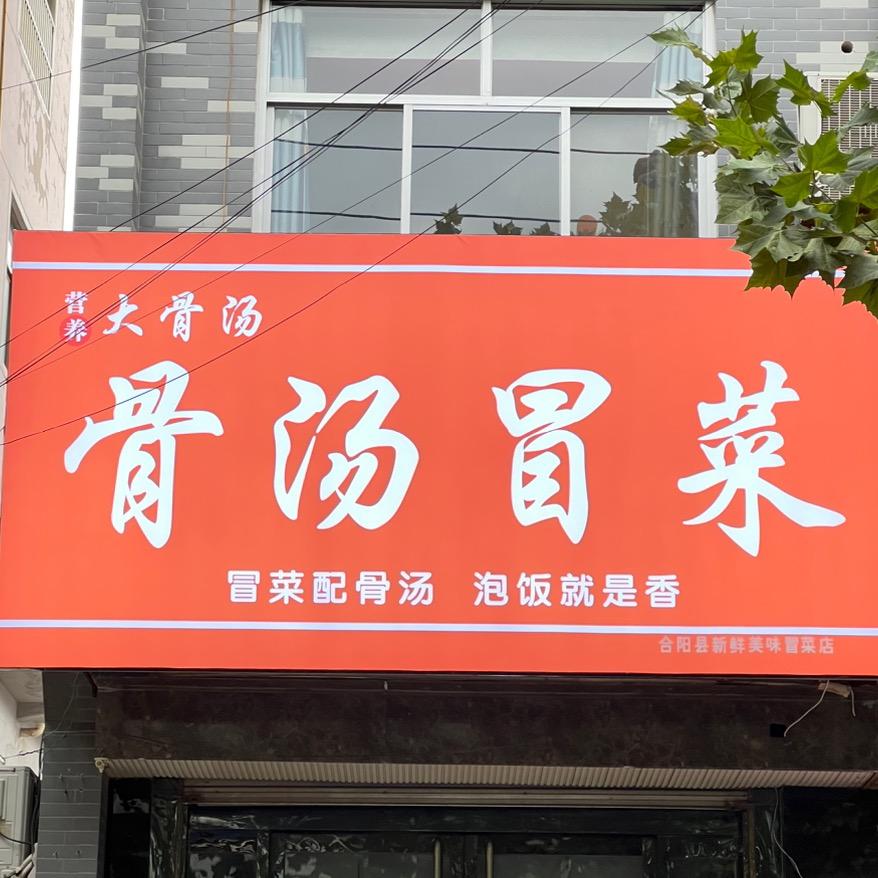 营养 大骨汤
骨汤冒菜
冒菜配骨汤 泡饭就是香
合阳县新鲜美味冒菜店